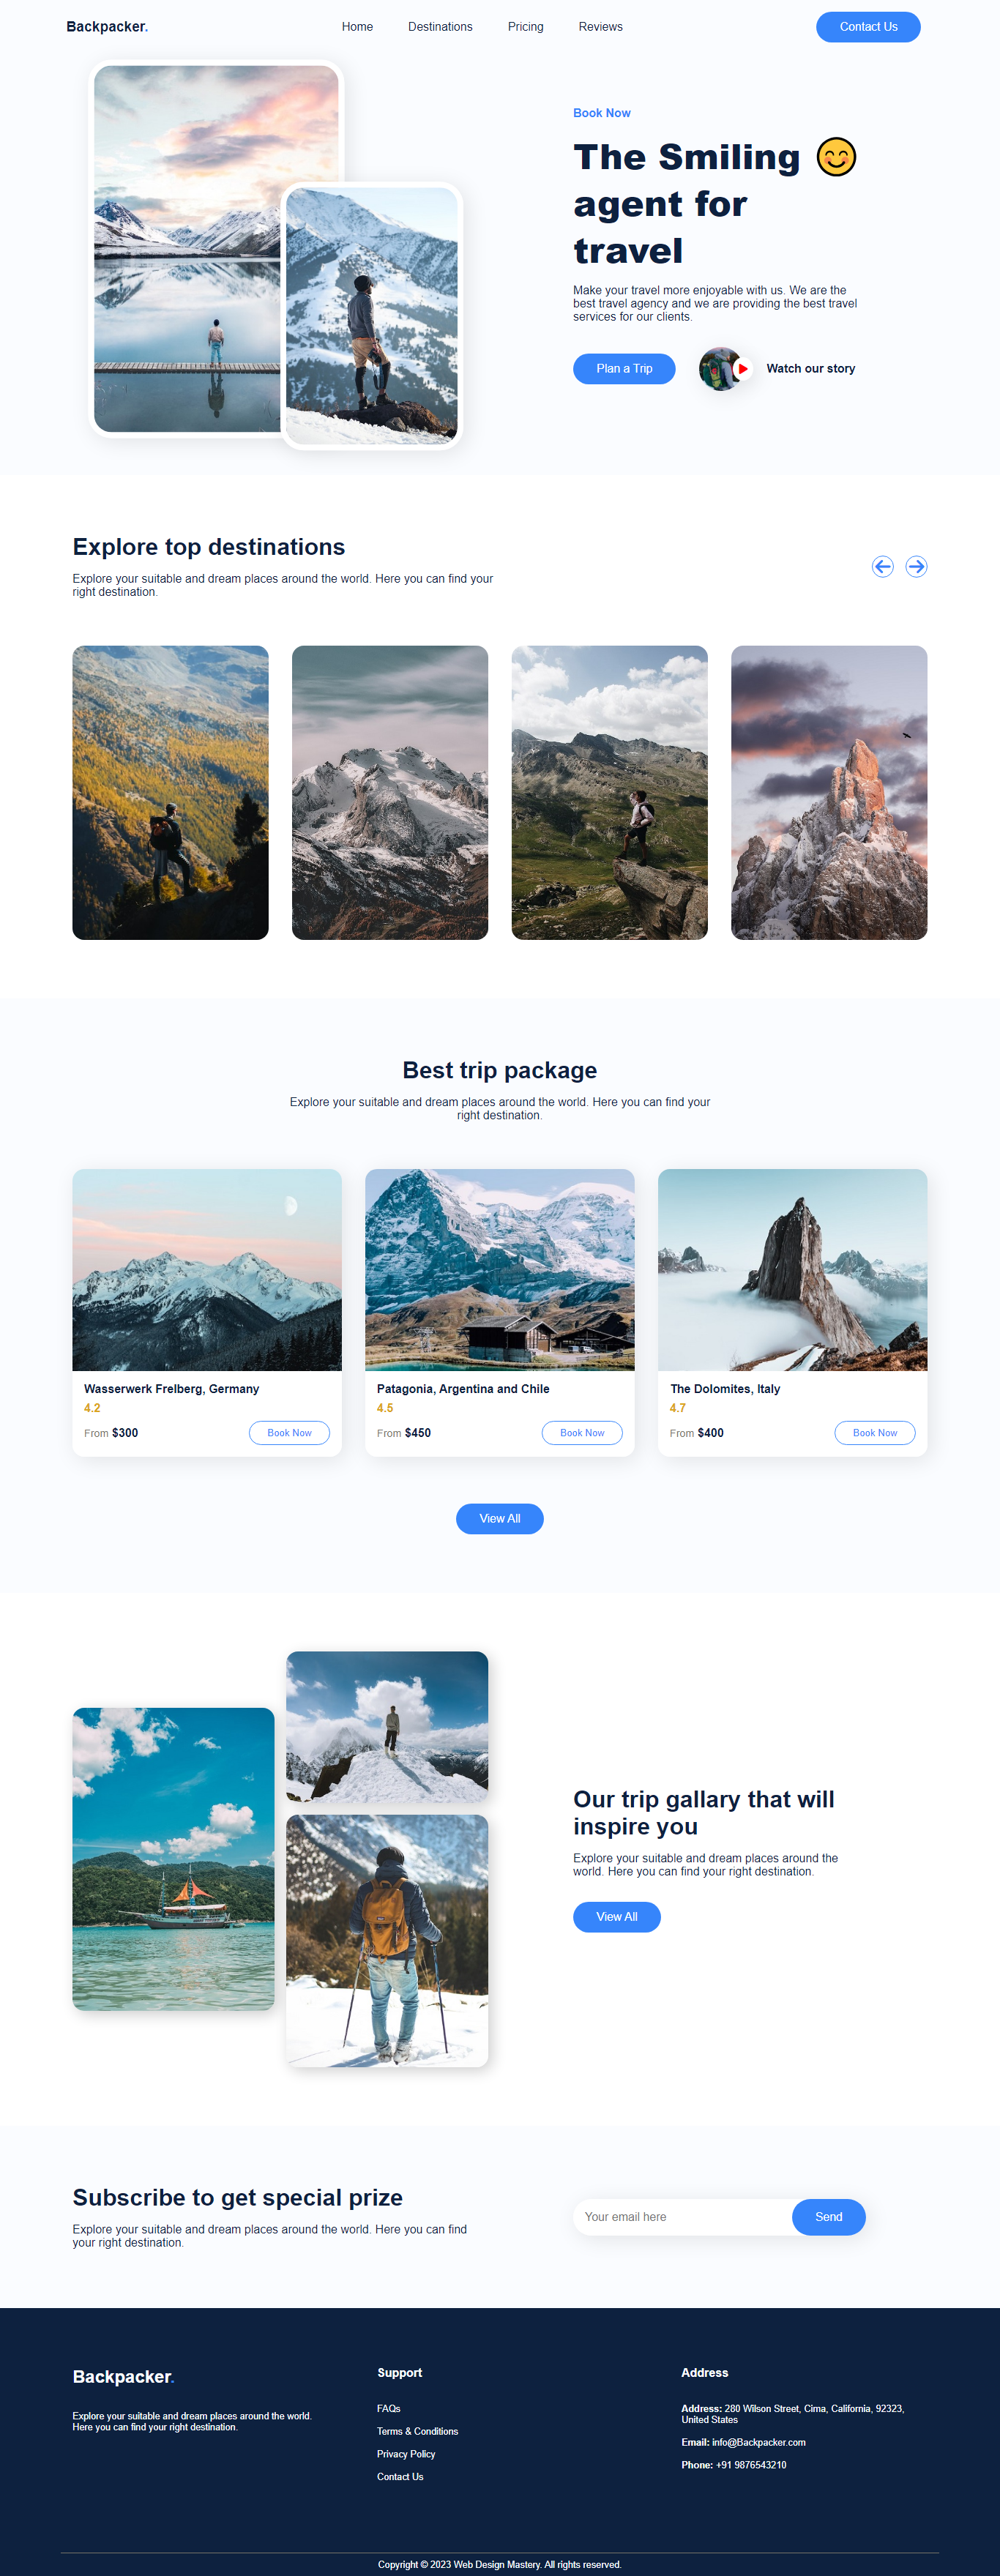 Backpacker.
Home
Destinations
Pricing
Reviews
Contact Us
Book Now
The Smiling 😊
agent for
travel
Make your travel more enjoyable with us. We are the
best travel agency and we are providing the best travel
services for our clients.
Plan a Trip
Watch our story
Explore top destinations
Explore your suitable and dream places around the world. Here you can find your
right destination.
Best trip package
Explore your suitable and dream places around the world. Here you can find your
right destination.
Wasserwerk Frelberg, Germany
4.2
From $300
Book Now
Patagonia, Argentina and Chile
4.5
From $450
Book Now
The Dolomites, Italy
4.7
From $400
Book Now
View All
Our trip gallary that will
inspire you
Explore your suitable and dream places around the
world. Here you can find your right destination.
View All
Subscribe to get special prize
Explore your suitable and dream places around the world. Here you can find
your right destination.
Your email here
Send
Backpacker.
Explore your suitable and dream places around the world.
Here you can find your right destination.
Support
FAQs
Terms & Conditions
Privacy Policy
Contact Us
Address
Address: 280 Wilson Street, Cima, California, 92323,
United States
Email: info@Backpacker.com
Phone: +91 9876543210
Copyright © 2023 Web Design Mastery. All rights reserved.